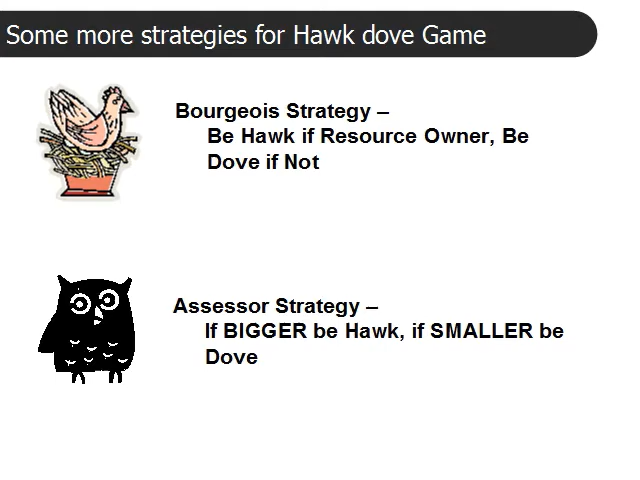 Some more strategies for Hawk dove Game
Bourgeois Strategy –
Be Hawk if Resource Owner, Be
Dove if Not
Assessor Strategy –
If BIGGER be Hawk, if SMALLER be
Dove